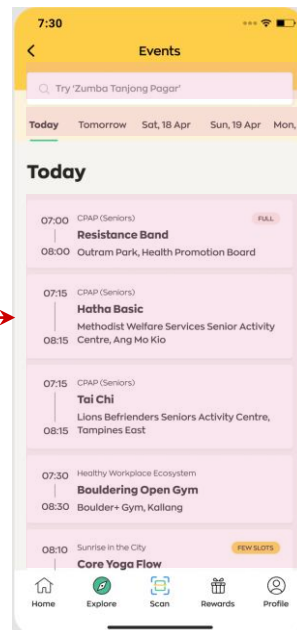 7:30
Events
Try 'Zumba Tanjong Pagar'
Today Tomorrow Sat, 18 Apr Sun, 19 Apr Mon,
Today
07:00 CPAP (Seniors) FULL
Resistance Band
08:00 Outram Park, Health Promotion Board
07:15 CPAP (Seniors)
Hatha Basic
Methodist Welfare Services Senior Activity
08:15 Centre, Ang Mo Kio
07:15 CPAP (Seniors)
Tai Chi
Lions Befrienders Seniors Activity Centre,
08:15 Tampines East
07:30 Healthy Workplace Ecosystem
Bouldering Open Gym
08:30 Boulder+ Gym, Kallang
08:10 Sunrise in the City FEW SLOTS
Core Yoga Flow
Home Explore Scan Rewards Profile